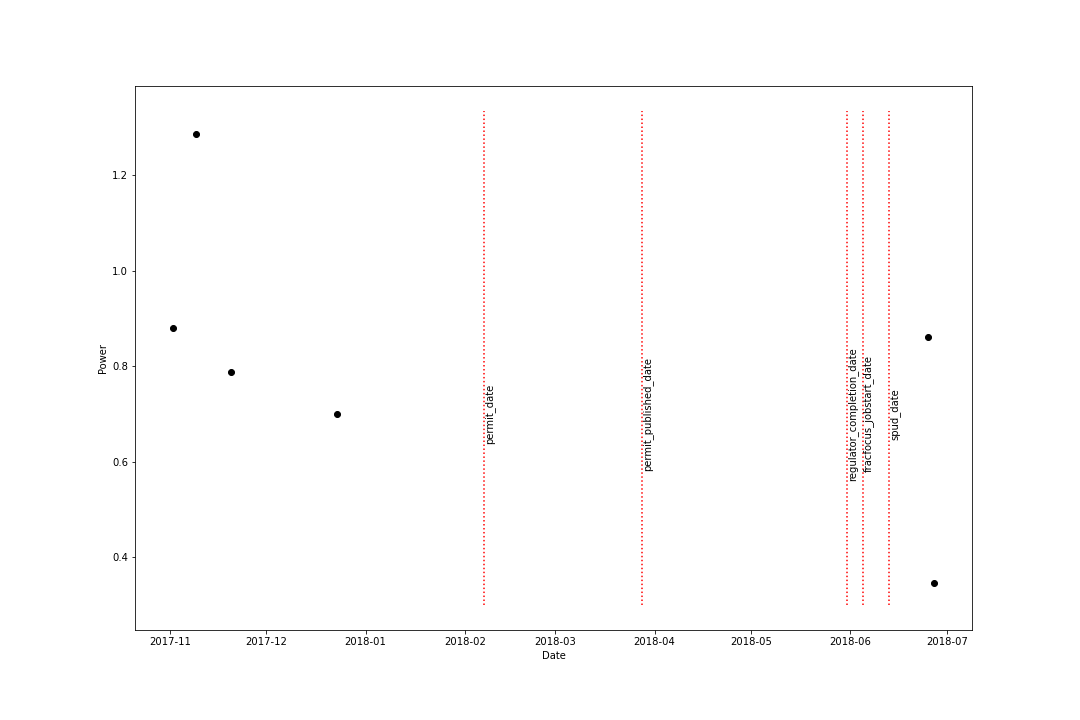 1.2
1.0
0.8
0.6
0.4
Power
permit_date
permit_published_date
regulator_completion_date
fracfocus_jobstart_date
spud_date
2017-11
2017-12
2018-01
2018-02
2018-03
2018-04
2018-05
2018-06
2018-07
Date